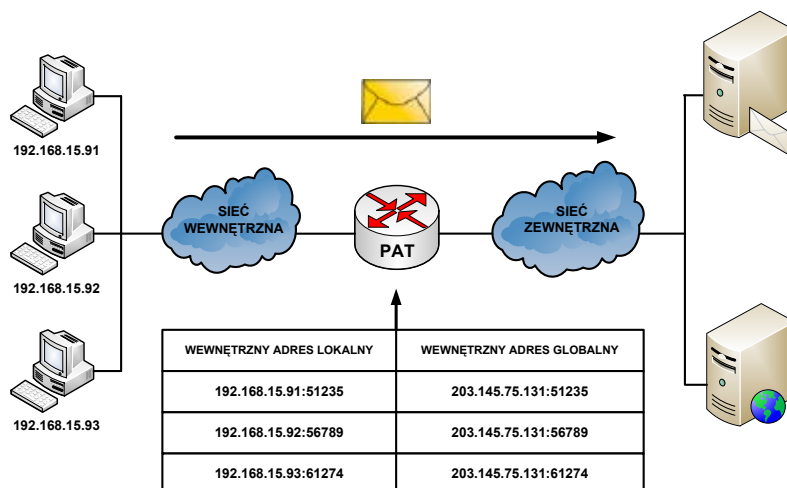 192.168.15.91
192.168.15.92
192.168.15.93
SIEĆ
WEWNĘTRZNA
PAT
SIEĆ
ZEWNĘTRZNA
WEWNĘTRZNY ADRES LOKALNY WEWNĘTRZNY ADRES GLOBALNY
192.168.15.91:51235 203.145.75.131:51235
192.168.15.92:56789 203.145.75.131:56789
192.168.15.93:61274 203.145.75.131:61274